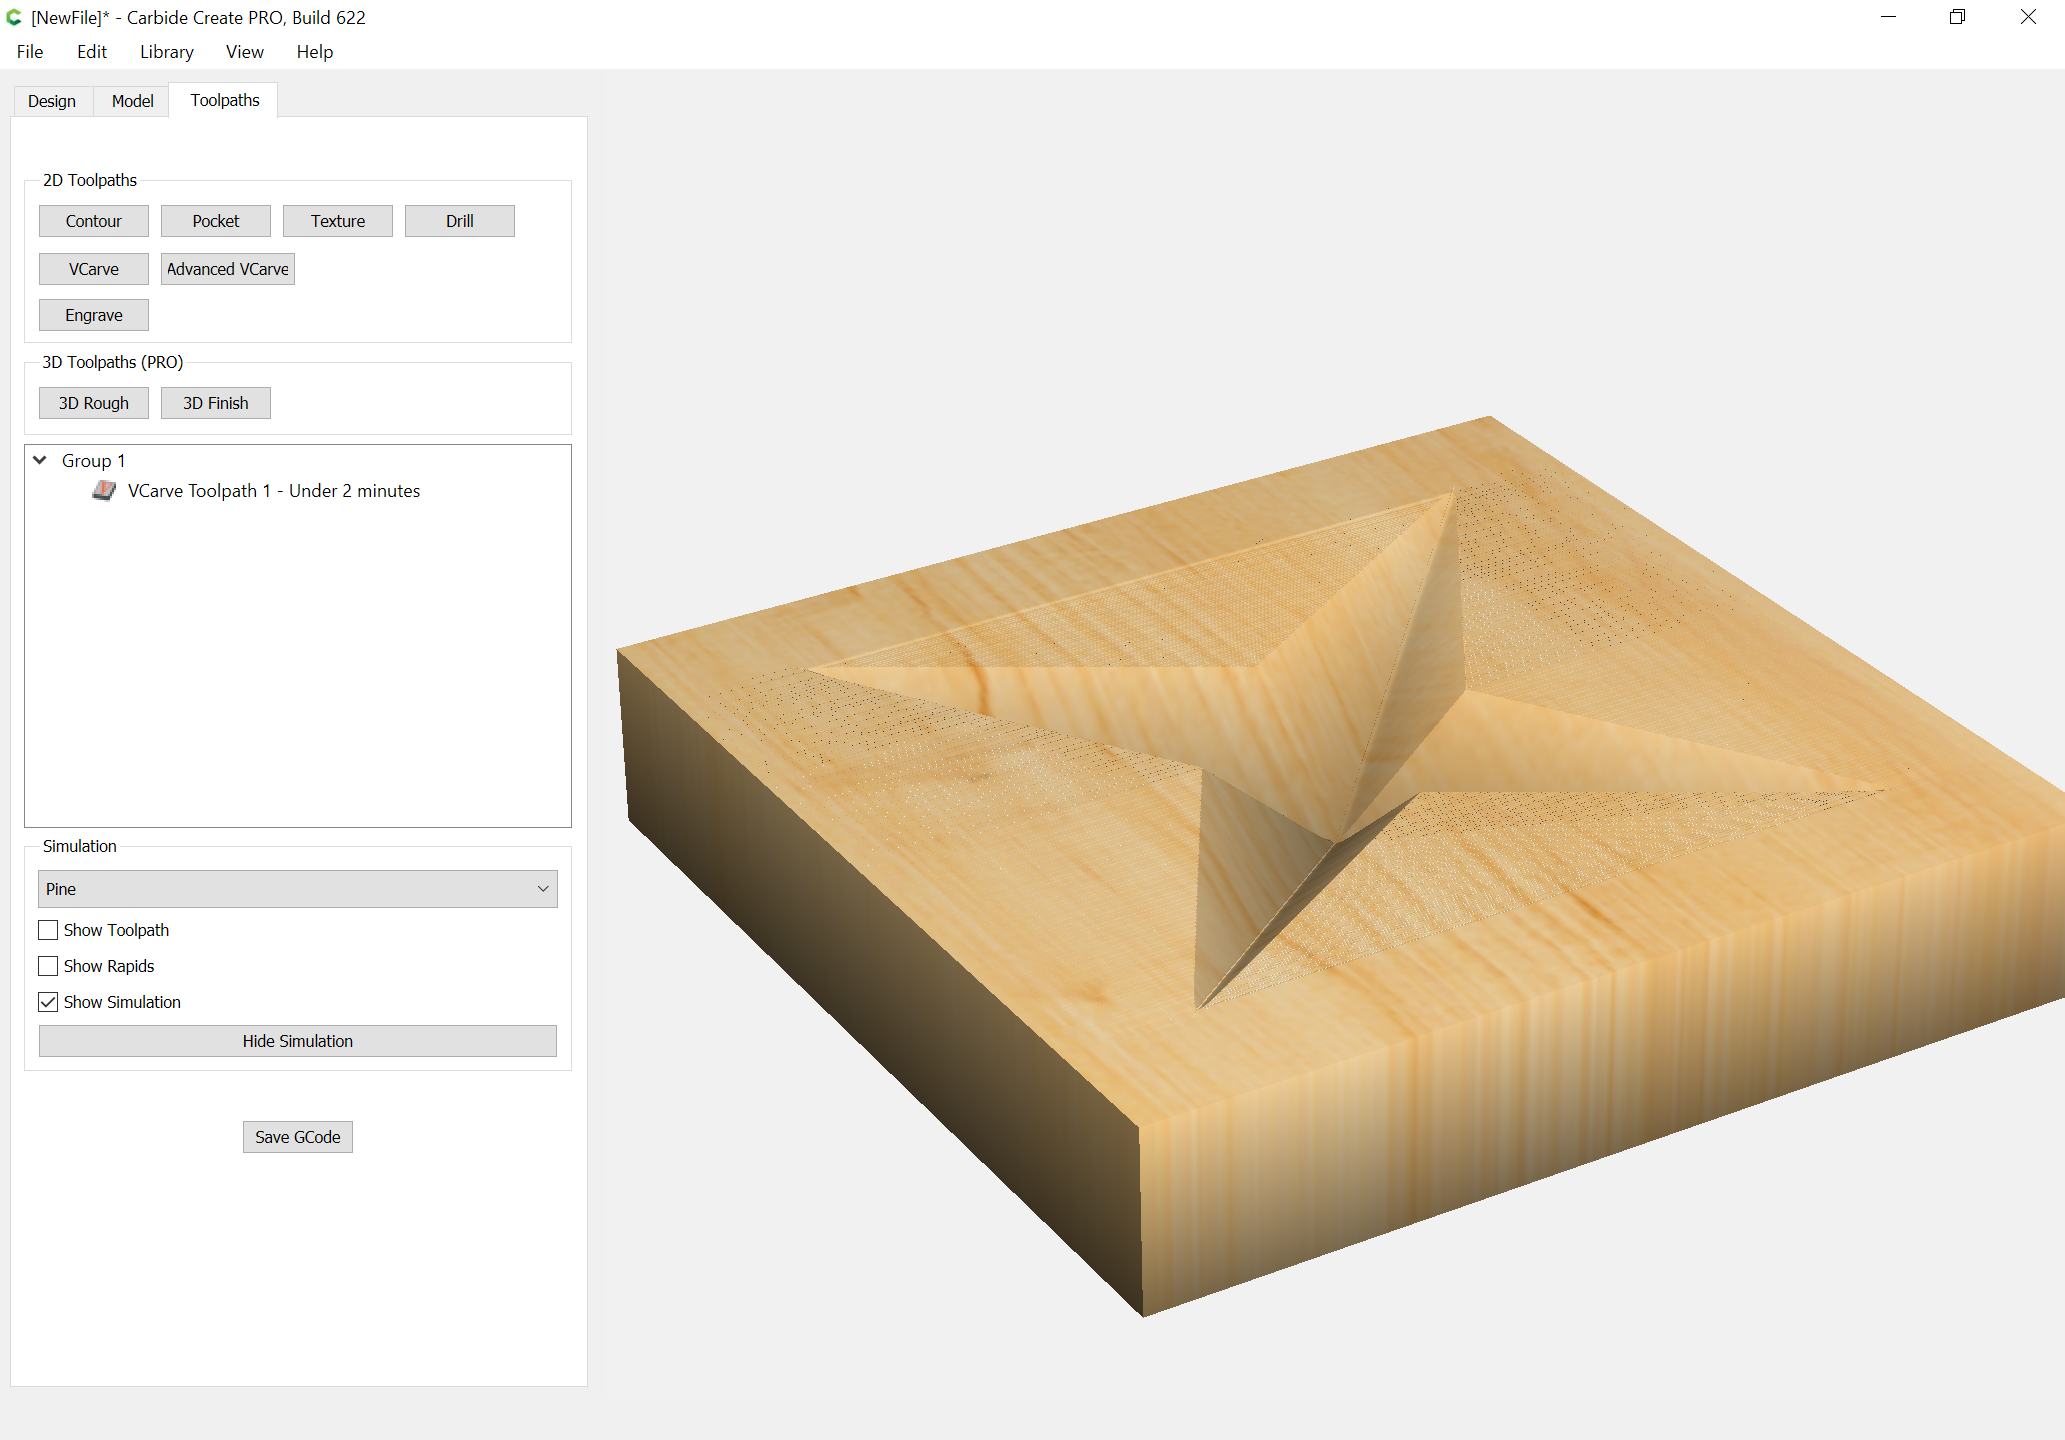 [NewFile]* - Carbide Create PRO, Build 622
File Edit Library View Help
Design Model Toolpaths
2D Toolpaths
Contour Pocket Texture Drill
VCarve Advanced VCarve
Engrave
3D Toolpaths (PRO)
3D Rough 3D Finish
Group 1
VCarve Toolpath 1 - Under 2 minutes
Simulation
Pine
Show Toolpath
Show Rapids
Show Simulation
Hide Simulation
Save GCode